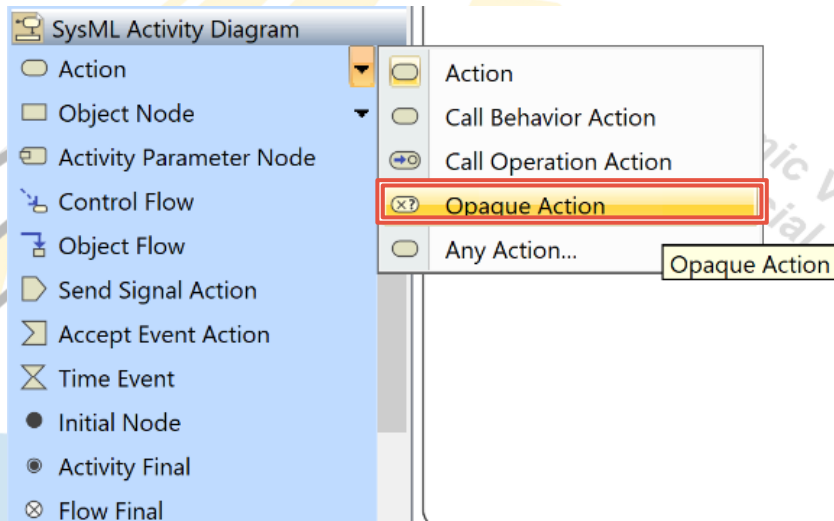 SysML Activity Diagram
Action
Object Node
Activity Parameter Node
Control Flow
Object Flow
Send Signal Action
Accept Event Action
Time Event
Initial Node
Activity Final
Flow Final
Action
Call Behavior Action
Call Operation Action
Opaque Action
Any Action...
Opaque Action